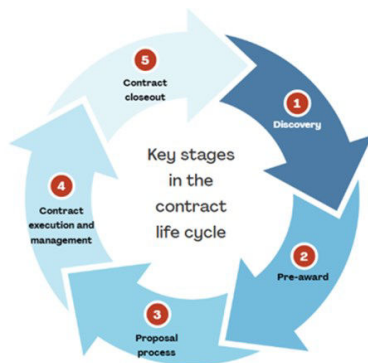 Key stages
in the
contract
life cycle
1
Discovery
2
Pre-award
3
Proposal
process
4
Contract
execution and
management
5
Contract
closeout